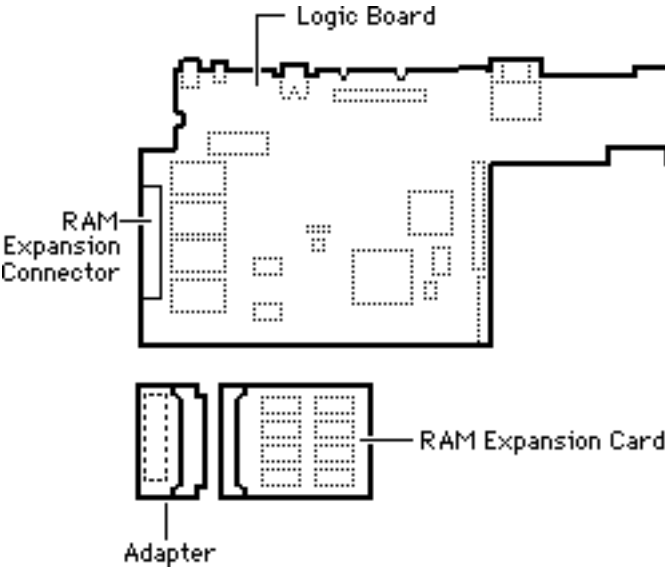 Logic Board
RAM
Expansion
Connector
RAM Expansion Card
Adapter